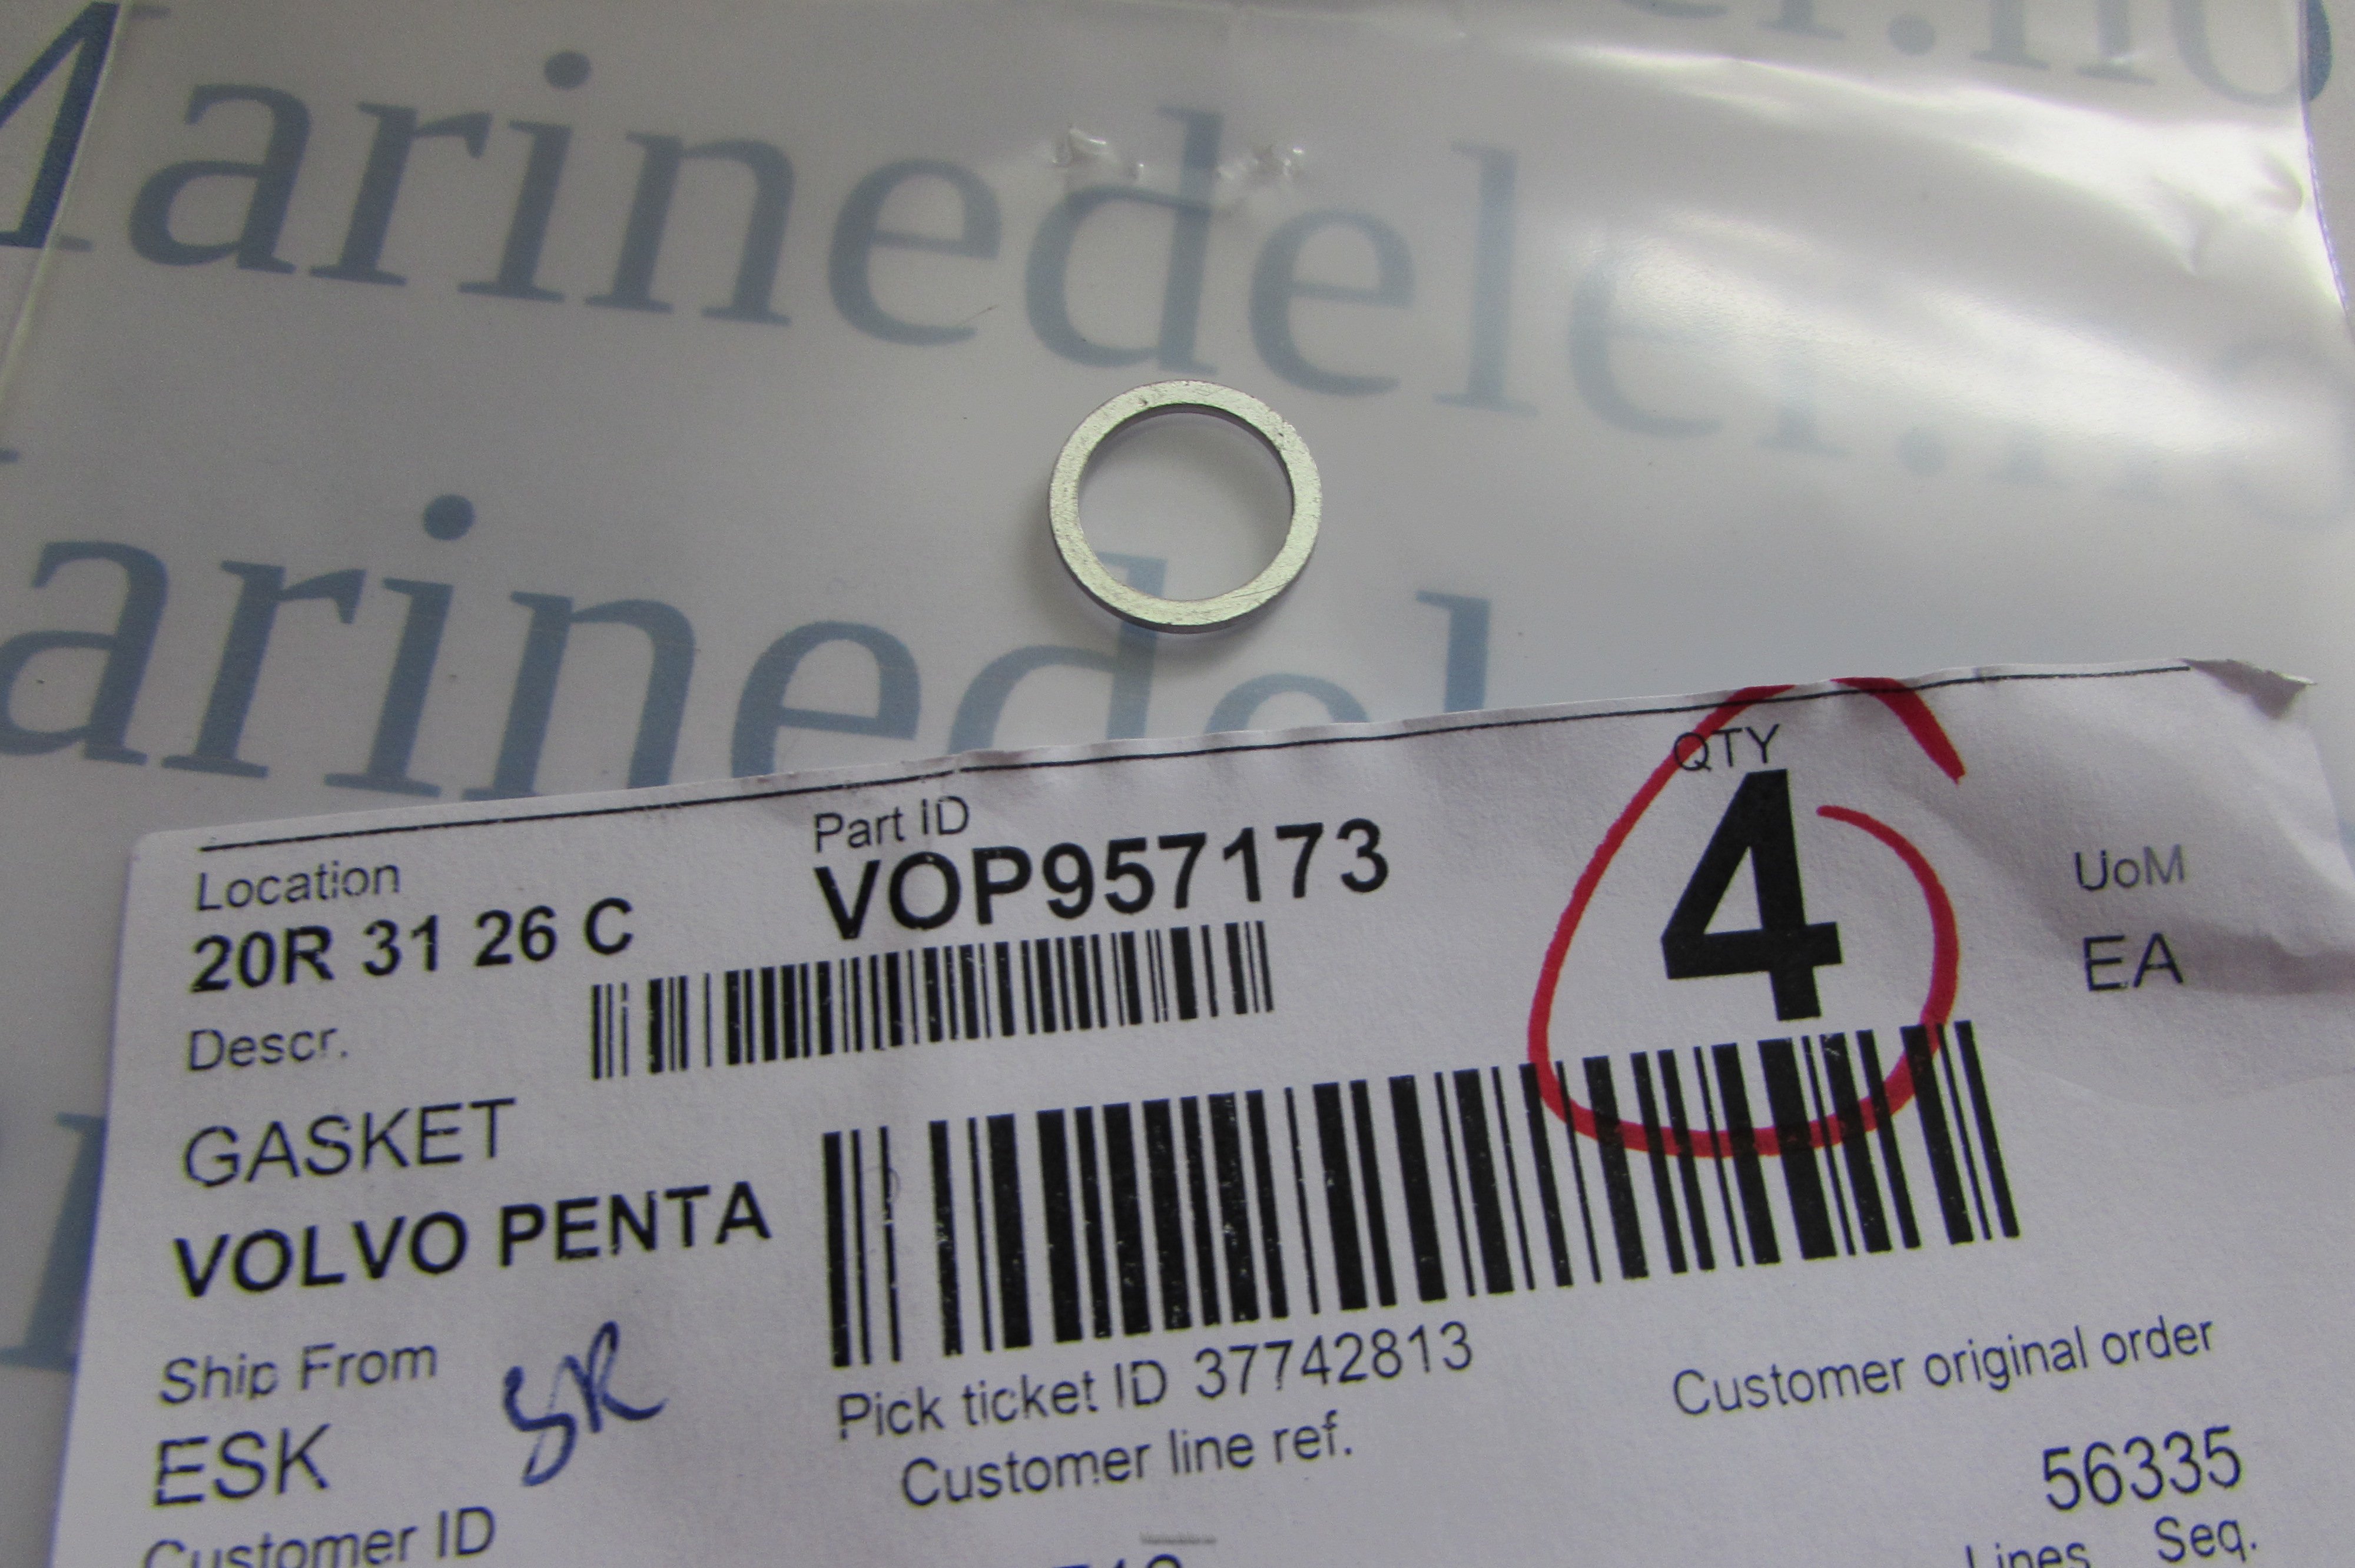 Marinedeler.no
Marinedel
Location
20R 31 26 C
Part ID
VOP957173
QTY
4
UoM
EA
Descr.
GASKET
VOLVO PENTA
Ship From
ESK
SR
Pick ticket ID 37742813
Customer line ref.
Customer original order
56335
Customer ID
Lines Seq.